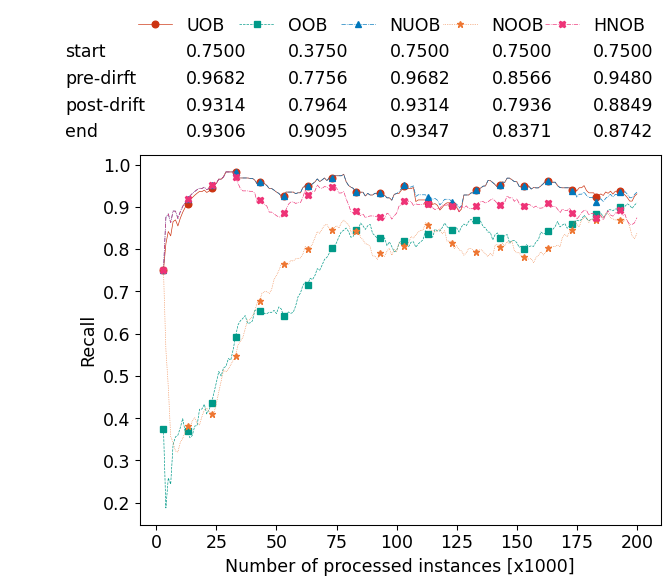 UOB OOB NUOB NOOB HNOB
start 0.7500 0.3750 0.7500 0.7500 0.7500
pre-dirft 0.9682 0.7756 0.9682 0.8566 0.9480
post-drift 0.9314 0.7964 0.9314 0.7936 0.8849
end 0.9306 0.9095 0.9347 0.8371 0.8742
1.0
0.9
0.8
0.7
0.6
0.5
0.4
0.3
0.2
Recall
0 25 50 75 100 125 150 175 200
Number of processed instances [x1000]